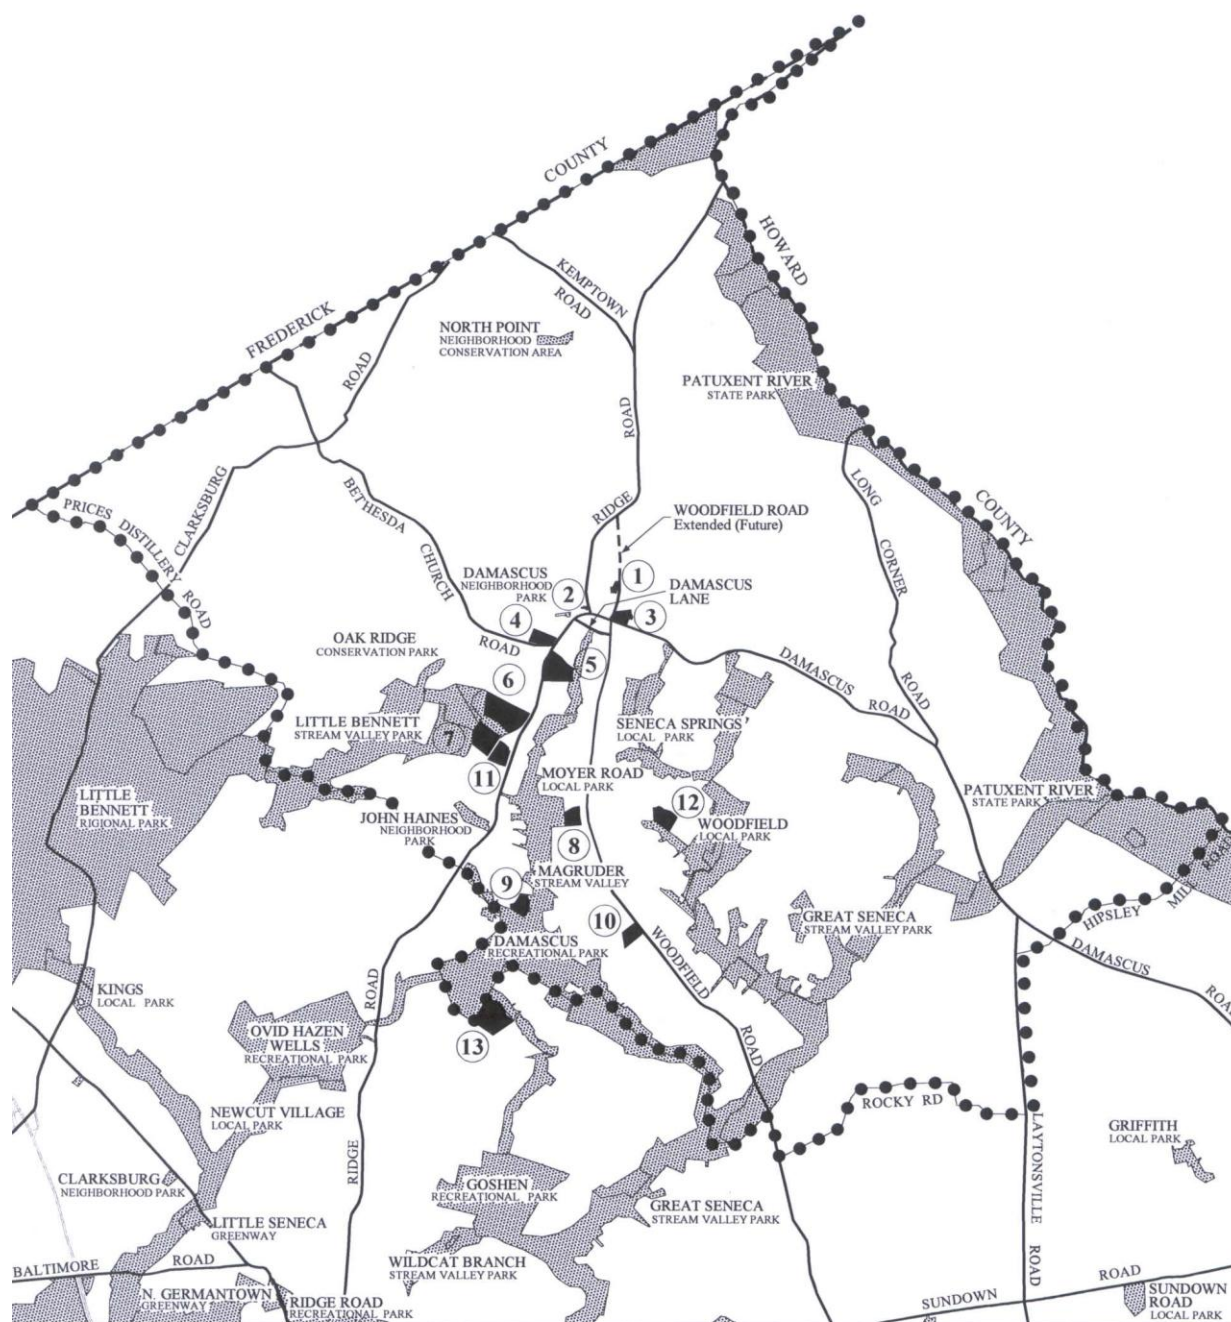 COUNTY
HOWARD
KEMPTOWN
ROAD
FREDERICK
NORTH POINT
NEIGHBORHOOD
CONSERVATION AREA
ROAD
PATUXENT RIVER
STATE PARK
ROAD
CLARKSBURG
BETHESDA
LONG
PRICES DISTILLERY
ROAD
RIDGE
WOODFIELD ROAD
Extended (Future)
COUNTY
CHURCH
CORNER
DAMASCUS
NEIGHBORHOOD
PARK
2
1
DAMASCUS
LANE
4
3
ROAD
OAK RIDGE
CONSERVATION PARK
5
DAMASCUS
ROAD
ROAD
6
LITTLE BENNETT
STREAM VALLEY PARK
7
SENECA SPRINGS
LOCAL PARK
11
MOYER ROAD
LOCAL PARK
LITTLE
BENNETT
RIGIONAL PARK
PATUXENT RIVER
STATE PARK
12
JOHN HAINES
NEIGHBORHOOD
PARK
WOODFIELD
LOCAL PARK
8
MAGRUDER
STREAM VALLEY
9
HIPSLEY
MILL ROAD
10
GREAT SENECA
STREAM VALLEY PARK
DAMASCUS
RECREATIONAL PARK
WOODFIELD
DAMASCUS
ROAD
KINGS
LOCAL PARK
ROAD
OVID HAZEN
WELLS
RECREATIONAL PARK
13
ROAD
ROCKY RD
NEWCUT VILLAGE
LOCAL PARK
GRIFFITH
LOCAL PARK
RIDGE
LAYTONSVILLE
ROAD
CLARKSBURG
NEIGHBORHOOD PARK
GOSHEN
RECREATIONAL PARK
GREAT SENECA
STREAM VALLEY PARK
LITTLE SENECA
GREENWAY
BALTIMORE
ROAD
WILDCAT BRANCH
STREAM VALLEY PARK
N. GERMANTOWN
GREENWAY
RIDGE ROAD
RECREATIONAL PARK
SUNDOWN
ROAD
SUNDOWN
ROAD
LOCAL PARK